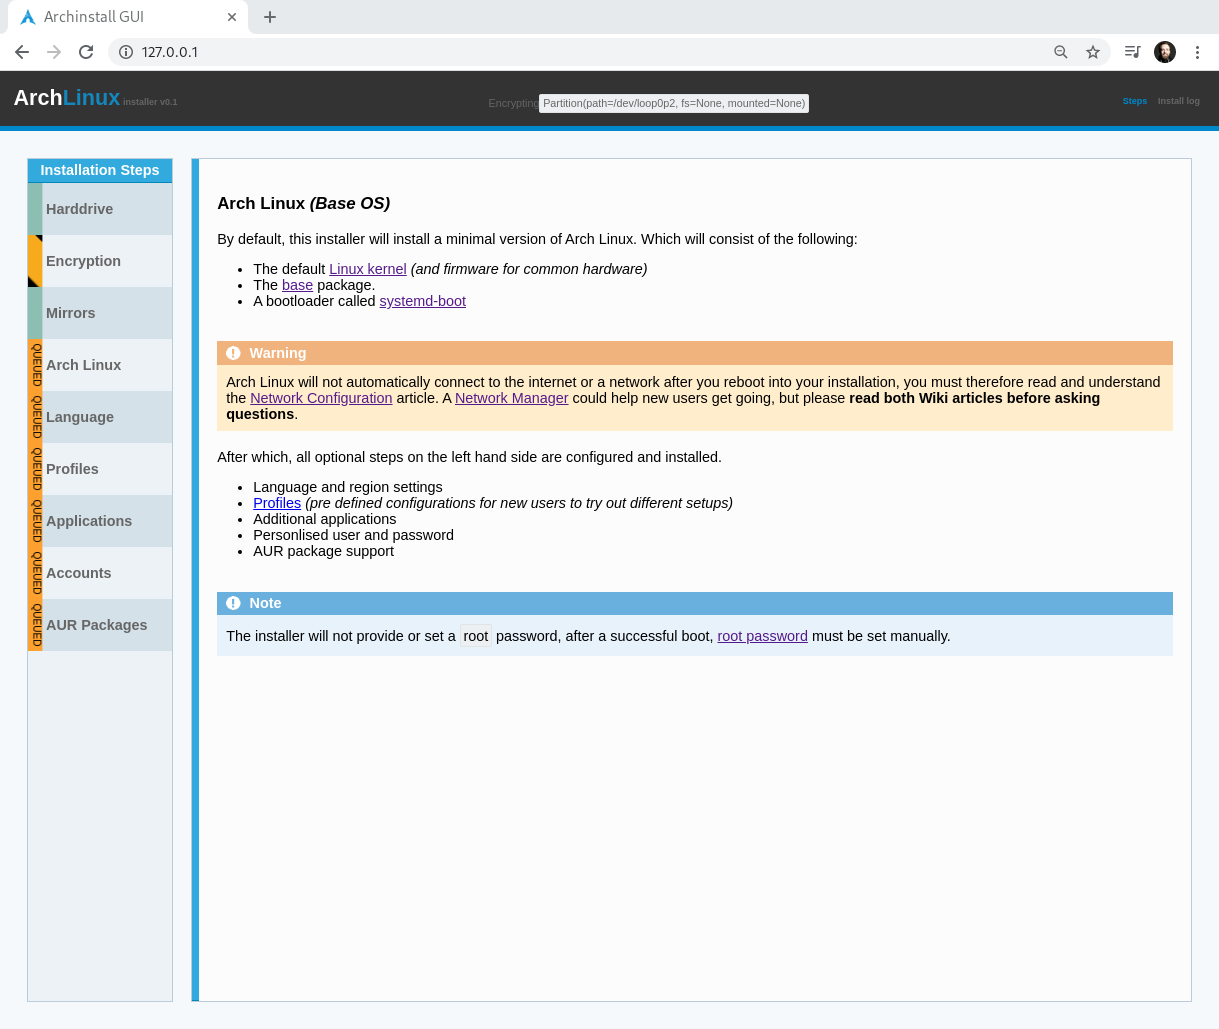 Archinstall GUI
127.0.0.1
ArchLinux installer v0.1
Encrypting Partition(path=/dev/loop0p2, fs=None, mounted=None)
Steps Install log
Installation Steps
Harddrive
Encryption
Mirrors
QUEUED Arch Linux
QUEUED Language
QUEUED Profiles
QUEUED Applications
QUEUED Accounts
QUEUED AUR Packages
Arch Linux (Base OS)
By default, this installer will install a minimal version of Arch Linux. Which will consist of the following:
• The default Linux kernel (and firmware for common hardware)
• The base package.
• A bootloader called systemd-boot
Warning
Arch Linux will not automatically connect to the internet or a network after you reboot into your installation, you must therefore read and understand
the Network Configuration article. A Network Manager could help new users get going, but please read both Wiki articles before asking
questions.
After which, all optional steps on the left hand side are configured and installed.
• Language and region settings
• Profiles (pre defined configurations for new users to try out different setups)
• Additional applications
• Personlised user and password
• AUR package support
Note
The installer will not provide or set a root password, after a successful boot, root password must be set manually.